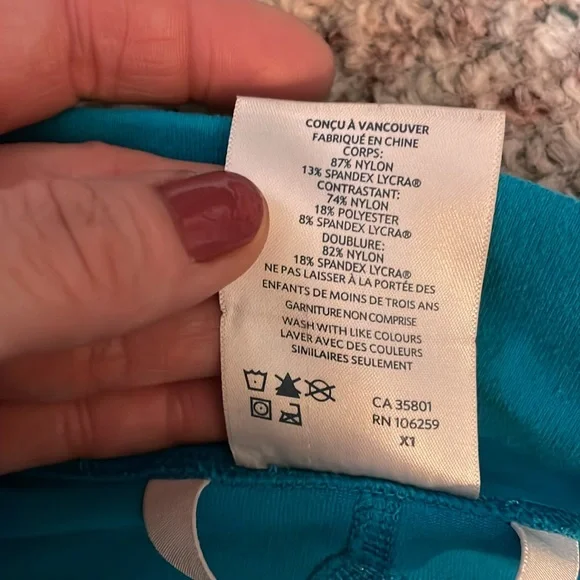 CONÇU À VANCOUVER
FABRIQUÉ EN CHINE
CORPS:
87% NYLON
13% SPANDEX LYCRA®
CONTRASTANT:
74% NYLON
18% POLYESTER
8% SPANDEX LYCRA®
DOUBLURE:
82% NYLON
18% SPANDEX LYCRA®
NE PAS LAISSER À LA PORTÉE DES
ENFANTS DE MOINS DE TROIS ANS
GARNITURE NON COMPRISE
WASH WITH LIKE COLOURS
LAVER AVEC DES COULEURS
SIMILAIRES SEULEMENT
CA 35801
RN 106259
X1